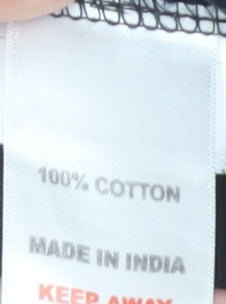 100% COTTON
MADE IN INDIA
KEEP AWAY